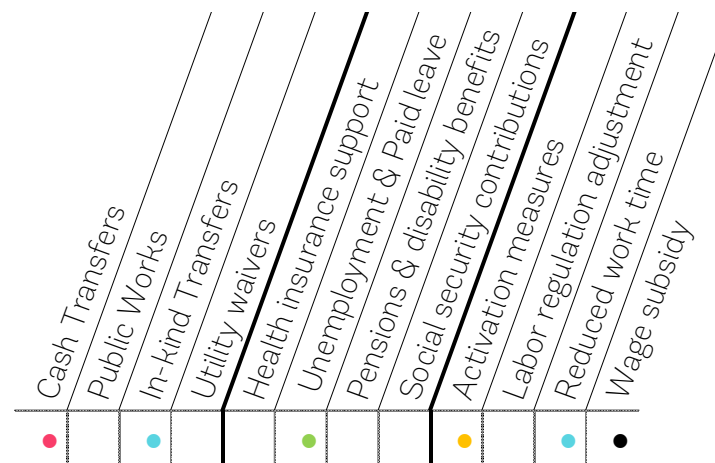 Cash Transfers
Public Works
In-kind Transfers
Utility waivers
Health insurance support
Unemployment & Paid leave
Pensions & disability benefits
Social security contributions
Activation measures
Labor regulation adjustment
Reduced work time
Wage subsidy